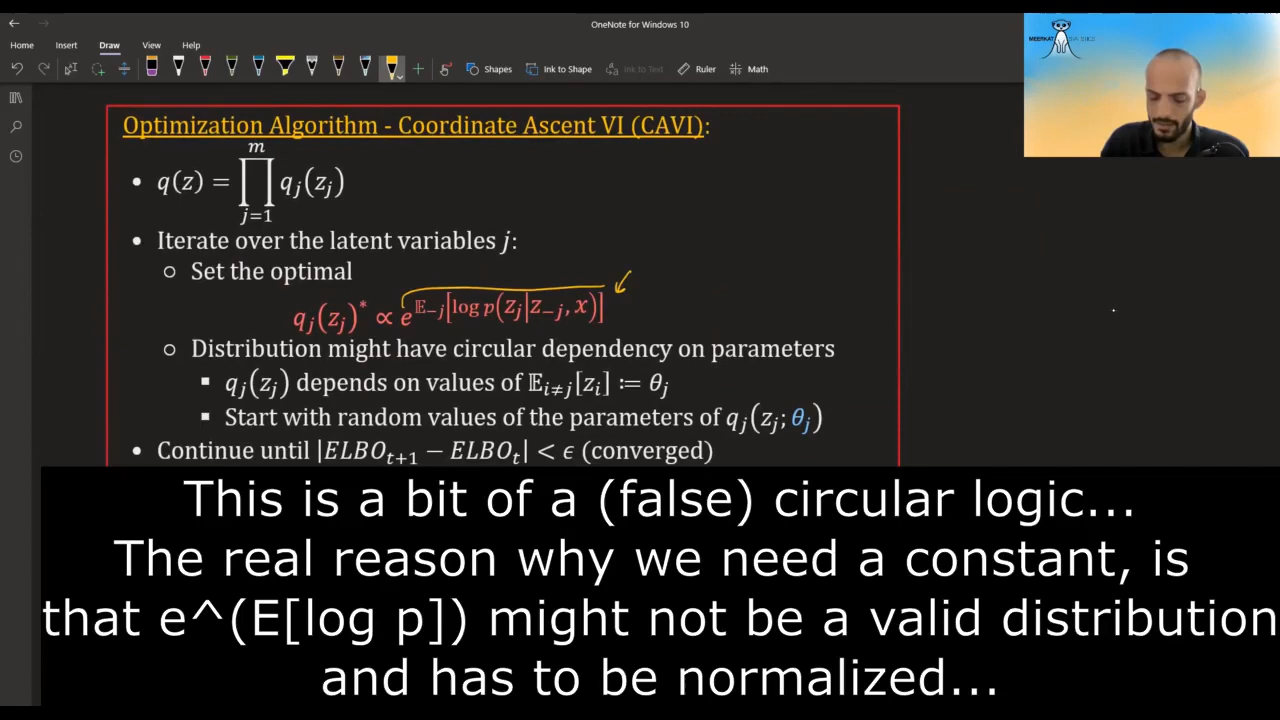 OneNote for Windows 10
Home Insert Draw View Help
Shapes Ink to Shape Ink to Text Ruler Math
MEERKAT
Optimization Algorithm - Coordinate Ascent VI (CAVI):
• q(z) = ∏_{j=1}^{m} q_j(z_j)
• Iterate over the latent variables j:
○ Set the optimal
q_j(z_j)^* ∝ e^{𝔼_{−j}[log p(z_j|z_{−j}, x)]}
○ Distribution might have circular dependency on parameters
▪ q_j(z_j) depends on values of 𝔼_{i≠j}[z_i] ≔ θ_j
▪ Start with random values of the parameters of q_j(z_j; θ_j)
• Continue until |ELBO_{t+1} − ELBO_t| < ϵ (converged)
This is a bit of a (false) circular logic...
The real reason why we need a constant, is
that e^(E[log p]) might not be a valid distribution
and has to be normalized...